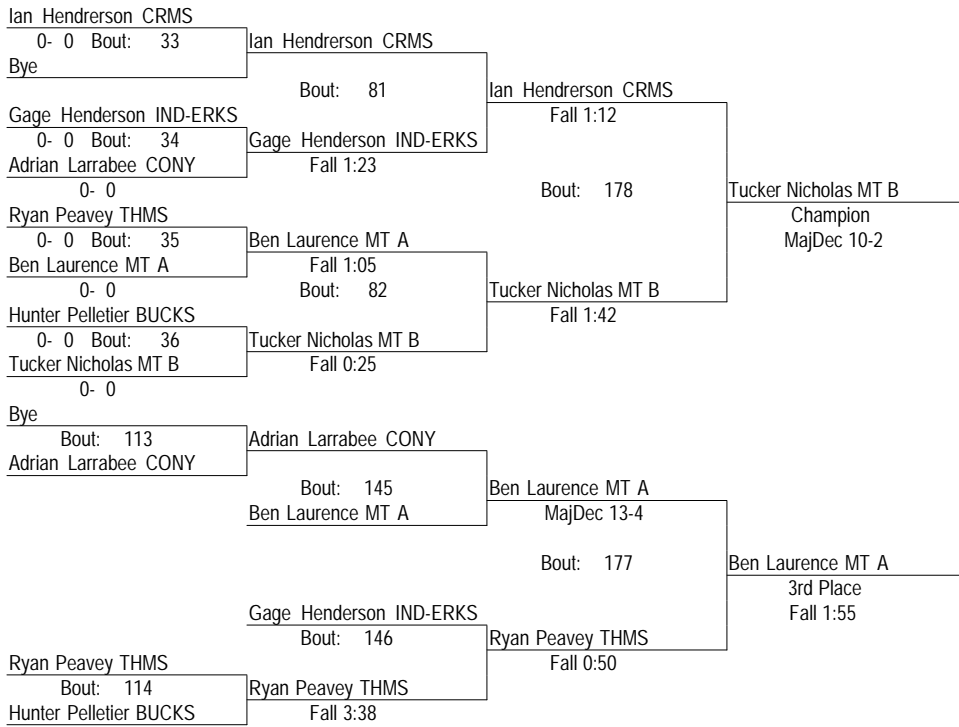 Ian Hendrerson CRMS
0- 0 Bout: 33
Ian Hendrerson CRMS
Bye
Bout: 81
Ian Hendrerson CRMS
Gage Henderson IND-ERKS
Fall 1:12
0- 0 Bout: 34
Gage Henderson IND-ERKS
Adrian Larrabee CONY
Fall 1:23
0- 0
Bout: 178
Tucker Nicholas MT B
Ryan Peavey THMS
Champion
0- 0 Bout: 35
Ben Laurence MT A
MajDec 10-2
Ben Laurence MT A
Fall 1:05
0- 0
Bout: 82
Tucker Nicholas MT B
Hunter Pelletier BUCKS
Fall 1:42
0- 0 Bout: 36
Tucker Nicholas MT B
Tucker Nicholas MT B
Fall 0:25
0- 0
Bye
Bout: 113
Adrian Larrabee CONY
Adrian Larrabee CONY
Bout: 145
Ben Laurence MT A
Ben Laurence MT A
MajDec 13-4
Bout: 177
Ben Laurence MT A
3rd Place
Gage Henderson IND-ERKS
Fall 1:55
Bout: 146
Ryan Peavey THMS
Ryan Peavey THMS
Fall 0:50
Bout: 114
Ryan Peavey THMS
Hunter Pelletier BUCKS
Fall 3:38